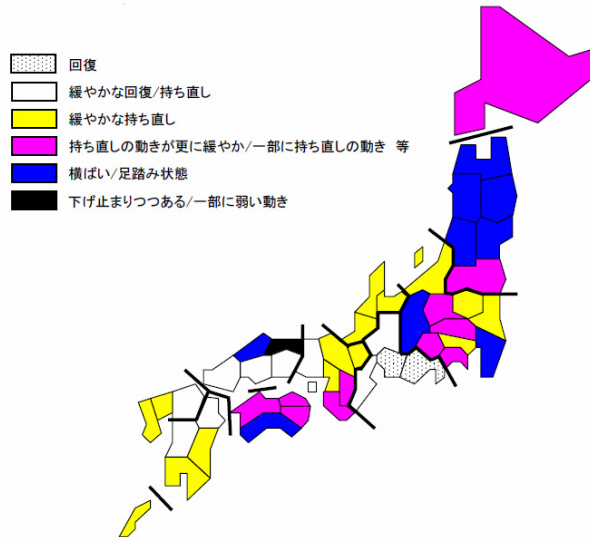 回復
緩やかな回復/持ち直し
緩やかな持ち直し
持ち直しの動きが更に緩やか/一部に持ち直しの動き 等
横ばい/足踏み状態
下げ止まりつつある/一部に弱い動き